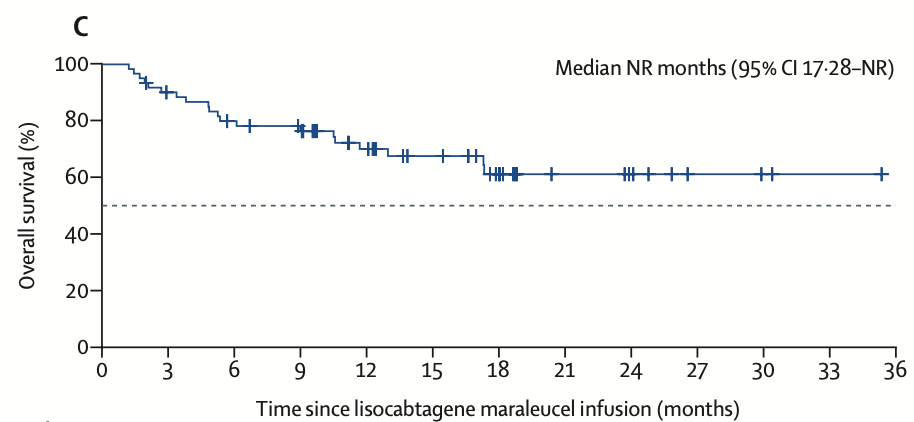 C
Median NR months (95% CI 17·28–NR)
Overall survival (%)
100
80
60
40
20
0
0 3 6 9 12 15 18 21 24 27 30 33 36
Time since lisocabtagene maraleucel infusion (months)